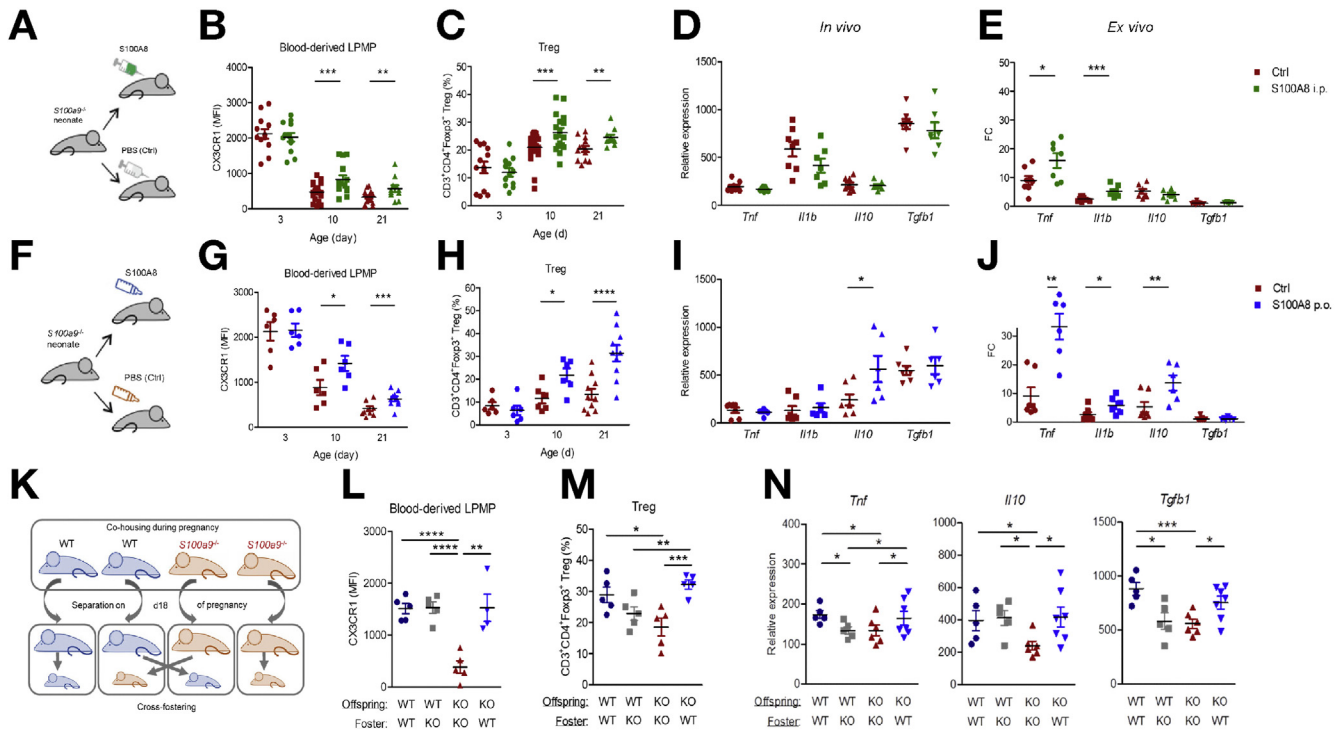 A
S100A8
S100a9-/-
neonate
PBS (Ctrl)
B
Blood-derived LPMP
***
**
CX3CR1 (MFI)
4000
3000
2000
1000
0
3
10
21
Age (day)
C
Treg
***
**
CD3+CD4+Foxp3- Treg (%)
50
40
30
20
10
0
3
10
21
Age (d)
D
In vivo
Relative expression
1500
1000
500
0
Tnf
Il1b
Il10
Tgfb1
E
Ex vivo
*
***
FC
40
30
20
10
0
Tnf
Il1b
Il10
Tgfb1
Ctrl
S100A8 i.p.
F
S100A8
S100a9-/-
neonate
PBS (Ctrl)
G
Blood-derived LPMP
*
***
CX3CR1 (MFI)
3000
2000
1000
0
3
10
21
Age (day)
H
Treg
*
****
CD3+CD4+Foxp3- Treg (%)
60
50
40
30
20
10
0
3
10
21
Age (d)
I
*
Relative expression
1500
1000
500
0
Tnf
Il1b
Il10
Tgfb1
J
**
*
**
FC
30
20
10
0
Tnf
Il1b
Il10
Tgfb1
Ctrl
S100A8 p.o.
K
Co-housing during pregnancy
WT WT S100a9-/- S100a9-/-
Separation on d18 of pregnancy
Cross-fostering
L
Blood-derived LPMP
****
**** **
CX3CR1 (MFI)
3000
2000
1000
0
Offspring: WT WT KO KO
Foster: WT KO KO WT
M
Treg
*
**
***
CD3+CD4+Foxp3+ Treg (%)
50
40
30
20
10
0
Offspring: WT WT KO KO
Foster: WT KO KO WT
N
Tnf
*
*
* *
Relative expression
400
300
200
100
0
Offspring: WT WT KO KO
Foster: WT KO KO WT
Il10
*
* *
1000
800
600
400
200
0
WT WT KO KO
WT KO KO WT
Tgfb1
***
* *
1500
1000
500
0
WT WT KO KO
WT KO KO WT